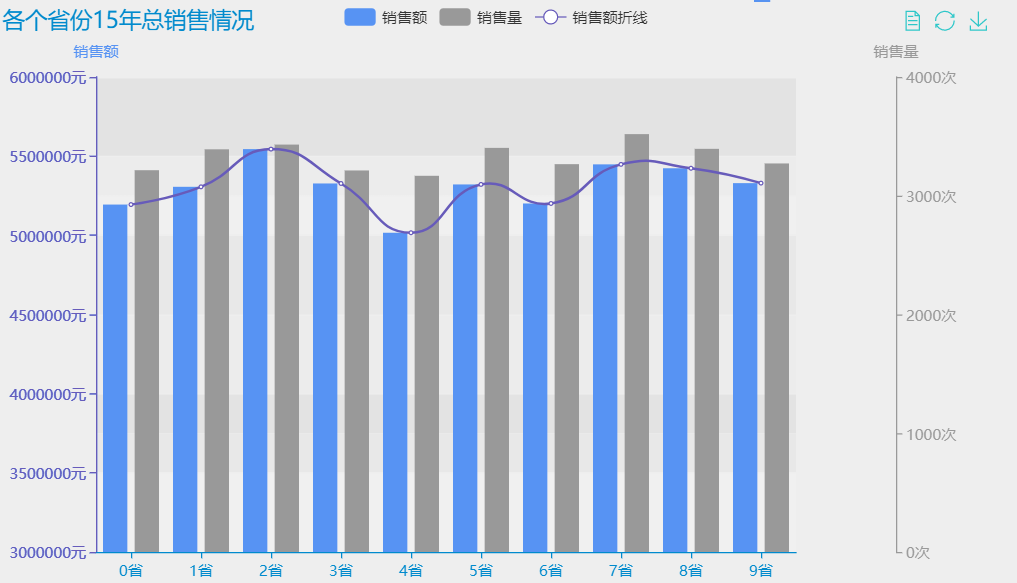 各个省份15年总销售情况
销售额 销售量 销售额折线
销售额 销售量
6000000元
5500000元
5000000元
4500000元
4000000元
3500000元
3000000元
4000次
3000次
2000次
1000次
0次
0省 1省 2省 3省 4省 5省 6省 7省 8省 9省